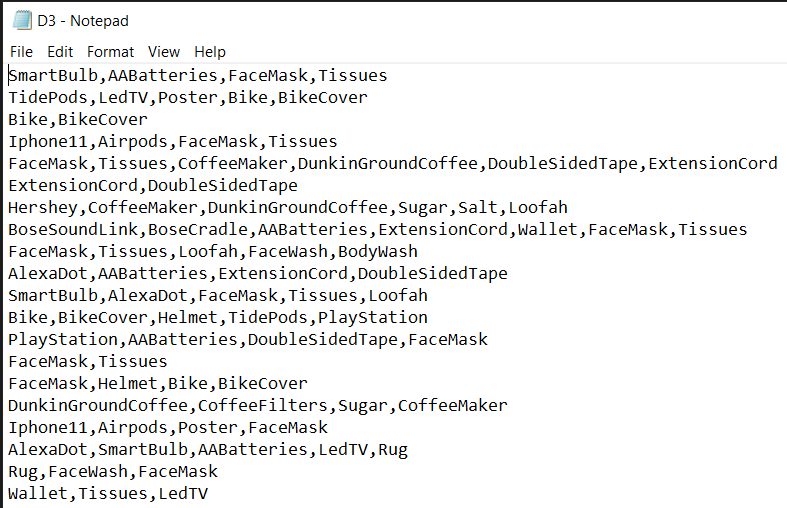 D3 - Notepad
File Edit Format View Help
SmartBulb,AABatteries,FaceMask,Tissues
TidePods,LedTV,Poster,Bike,BikeCover
Bike,BikeCover
Iphone11,Airpods,FaceMask,Tissues
FaceMask,Tissues,CoffeeMaker,DunkinGroundCoffee,DoubleSidedTape,ExtensionCord
ExtensionCord,DoubleSidedTape
Hershey,CoffeeMaker,DunkinGroundCoffee,Sugar,Salt,Loofah
BoseSoundLink,BoseCradle,AABatteries,ExtensionCord,Wallet,FaceMask,Tissues
FaceMask,Tissues,Loofah,FaceWash,BodyWash
AlexaDot,AABatteries,ExtensionCord,DoubleSidedTape
SmartBulb,AlexaDot,FaceMask,Tissues,Loofah
Bike,BikeCover,Helmet,TidePods,PlayStation
PlayStation,AABatteries,DoubleSidedTape,FaceMask
FaceMask,Tissues
FaceMask,Helmet,Bike,BikeCover
DunkinGroundCoffee,CoffeeFilters,Sugar,CoffeeMaker
Iphone11,Airpods,Poster,FaceMask
AlexaDot,SmartBulb,AABatteries,LedTV,Rug
Rug,FaceWash,FaceMask
Wallet,Tissues,LedTV